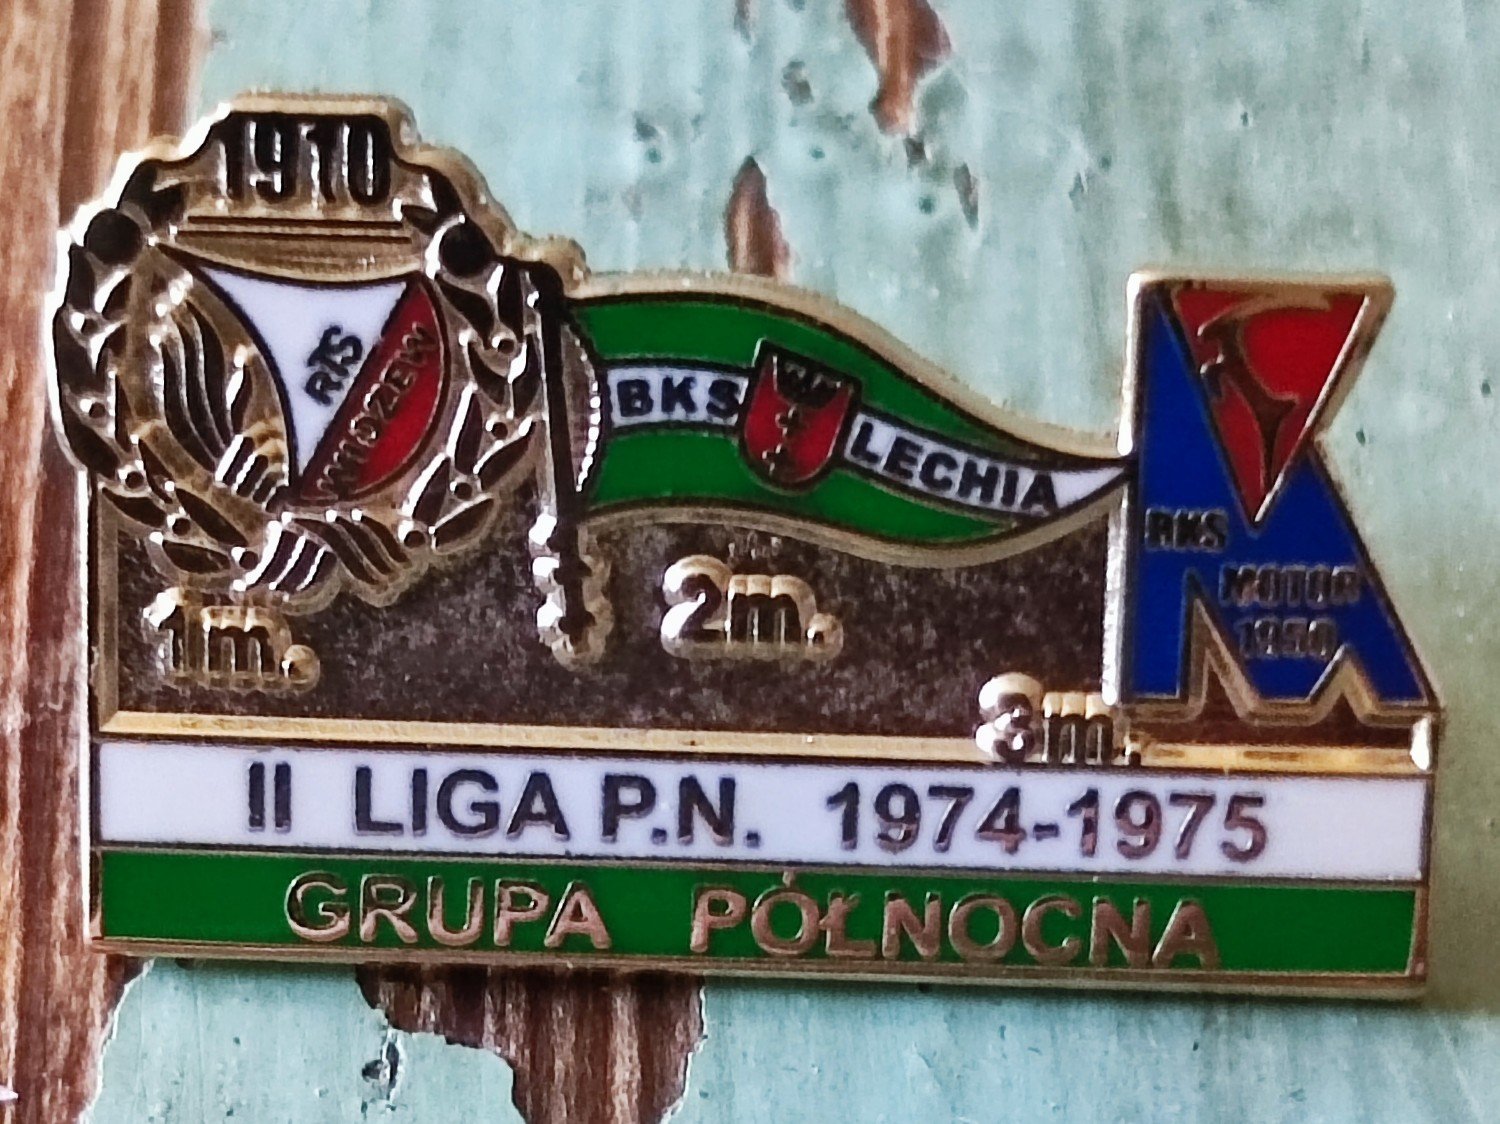 1910
RTS
WIDZEW
BKS LECHIA
RKS
MOTOR
1950
1m.
2m.
3m.
II LIGA P.N. 1974-1975
GRUPA PÓŁNOCNA